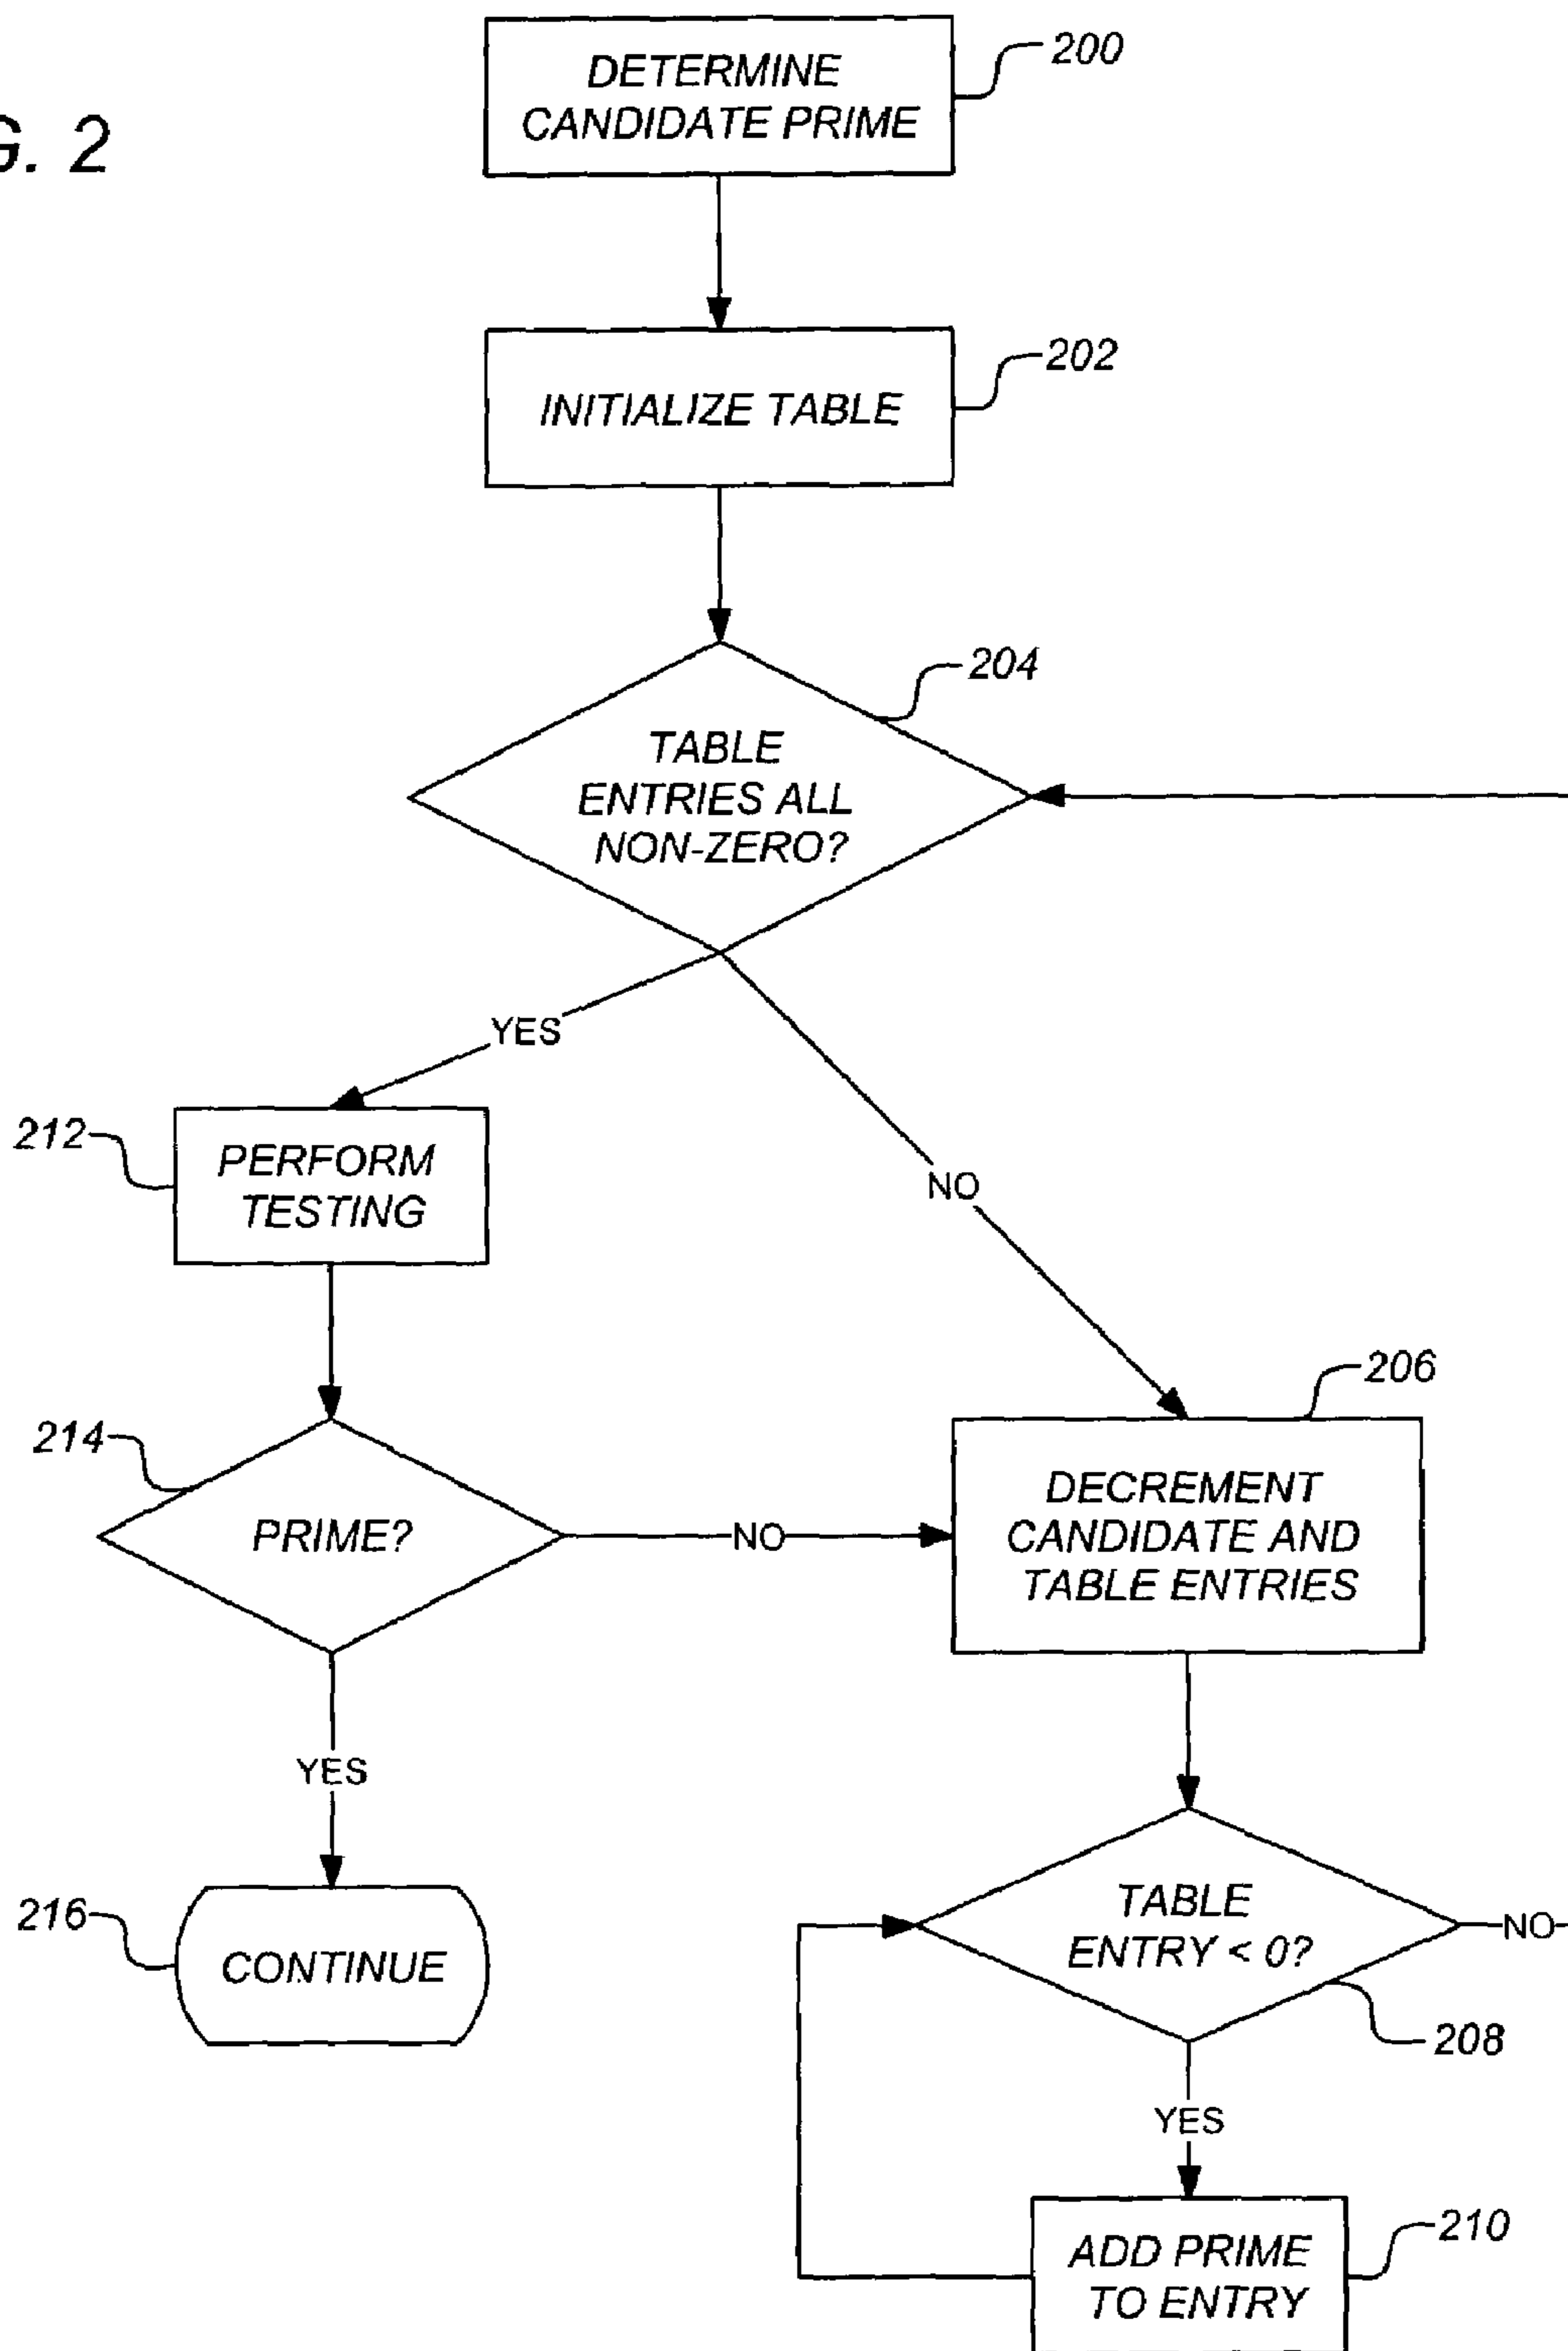 G. 2
DETERMINE
CANDIDATE PRIME
200
INITIALIZE TABLE
202
204
TABLE
ENTRIES ALL
NON-ZERO?
YES
NO
212
PERFORM
TESTING
206
214
PRIME?
NO
DECREMENT
CANDIDATE AND
TABLE ENTRIES
YES
216
CONTINUE
TABLE
ENTRY < 0?
NO
208
YES
210
ADD PRIME
TO ENTRY